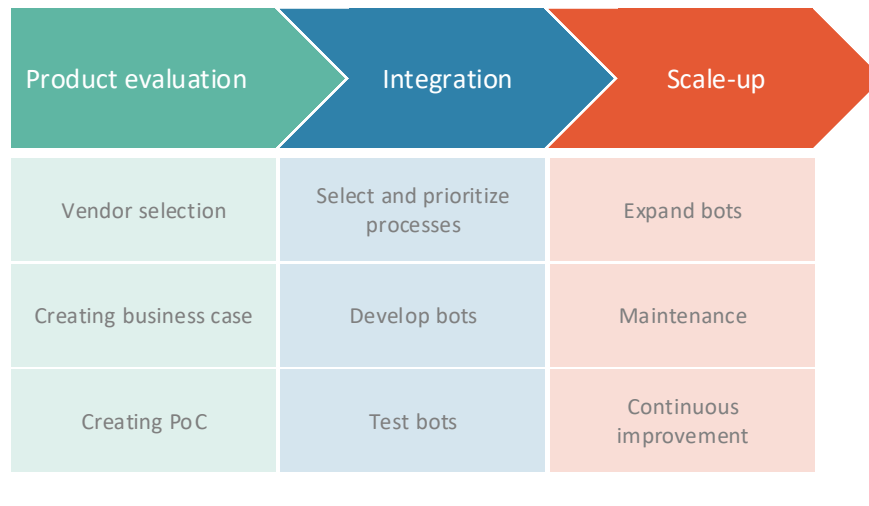 Product evaluation
Integration
Scale-up
Vendor selection
Select and prioritize
processes
Expand bots
Creating business case
Develop bots
Maintenance
Creating PoC
Test bots
Continuous
improvement